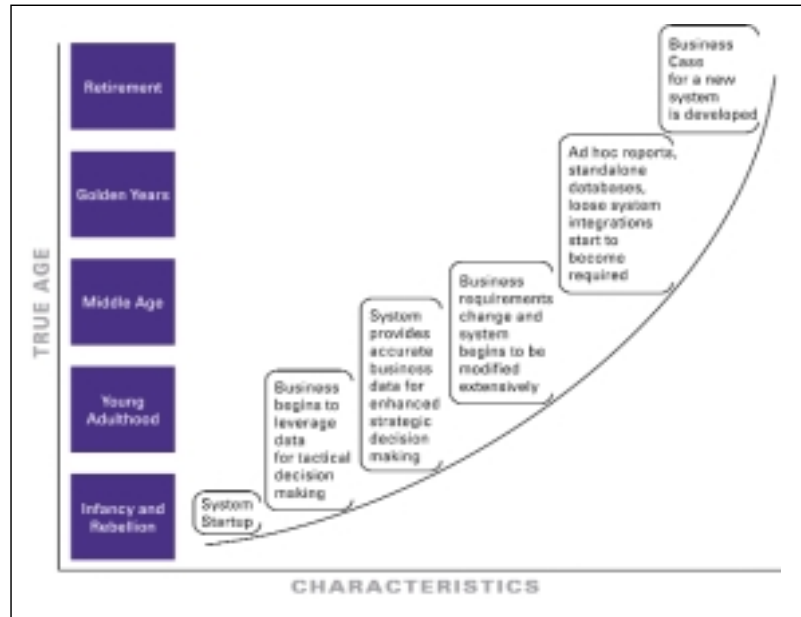 TRUE AGE
Retirement
Golden Years
Middle Age
Young
Adulthood
Infancy and
Rebellion
System
Startup
Business
begins to
leverage
data
for tactical
decision
making
System
provides
accurate
business
data for
enhanced
strategic
decision
making
Business
requirements
change and
system
begins to be
modified
extensively
Ad hoc reports,
standalone
databases,
loose system
integrations
start to
become
required
Business
Case
for a new
system
is developed
CHARACTERISTICS